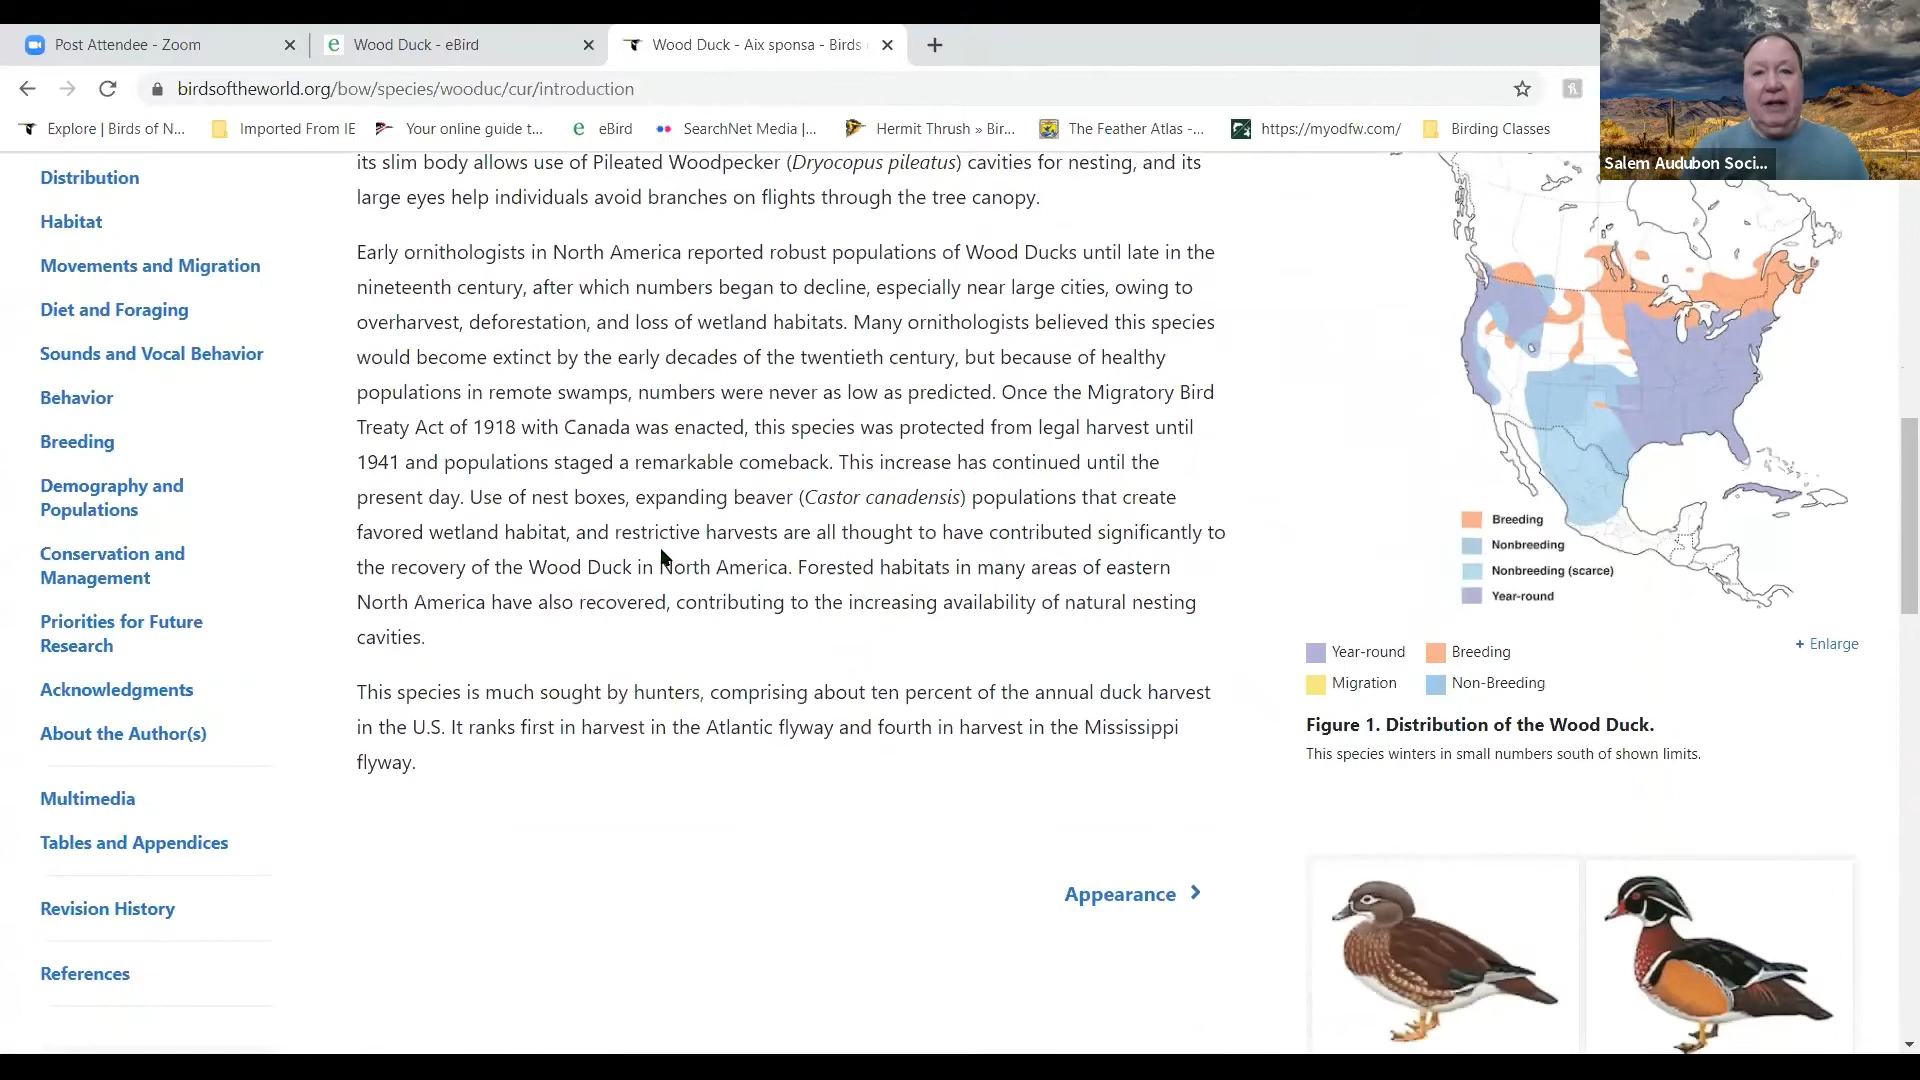 Post Attendee - Zoom
Wood Duck - eBird
Wood Duck - Aix sponsa - Birds
birdsoftheworld.org/bow/species/wooduc/cur/introduction
Explore | Birds of N...
Imported From IE
Your online guide t...
eBird
SearchNet Media |...
Hermit Thrush » Bir...
The Feather Atlas -...
https://myodfw.com/
Birding Classes
Salem Audubon Soci...
Distribution
Habitat
Movements and Migration
Diet and Foraging
Sounds and Vocal Behavior
Behavior
Breeding
Demography and
Populations
Conservation and
Management
Priorities for Future
Research
Acknowledgments
About the Author(s)
Multimedia
Tables and Appendices
Revision History
References
its slim body allows use of Pileated Woodpecker (Dryocopus pileatus) cavities for nesting, and its
large eyes help individuals avoid branches on flights through the tree canopy.
Early ornithologists in North America reported robust populations of Wood Ducks until late in the
nineteenth century, after which numbers began to decline, especially near large cities, owing to
overharvest, deforestation, and loss of wetland habitats. Many ornithologists believed this species
would become extinct by the early decades of the twentieth century, but because of healthy
populations in remote swamps, numbers were never as low as predicted. Once the Migratory Bird
Treaty Act of 1918 with Canada was enacted, this species was protected from legal harvest until
1941 and populations staged a remarkable comeback. This increase has continued until the
present day. Use of nest boxes, expanding beaver (Castor canadensis) populations that create
favored wetland habitat, and restrictive harvests are all thought to have contributed significantly to
the recovery of the Wood Duck in North America. Forested habitats in many areas of eastern
North America have also recovered, contributing to the increasing availability of natural nesting
cavities.
This species is much sought by hunters, comprising about ten percent of the annual duck harvest
in the U.S. It ranks first in harvest in the Atlantic flyway and fourth in harvest in the Mississippi
flyway.
Appearance
Breeding
Nonbreeding
Nonbreeding (scarce)
Year-round
+ Enlarge
Year-round
Breeding
Migration
Non-Breeding
Figure 1. Distribution of the Wood Duck.
This species winters in small numbers south of shown limits.